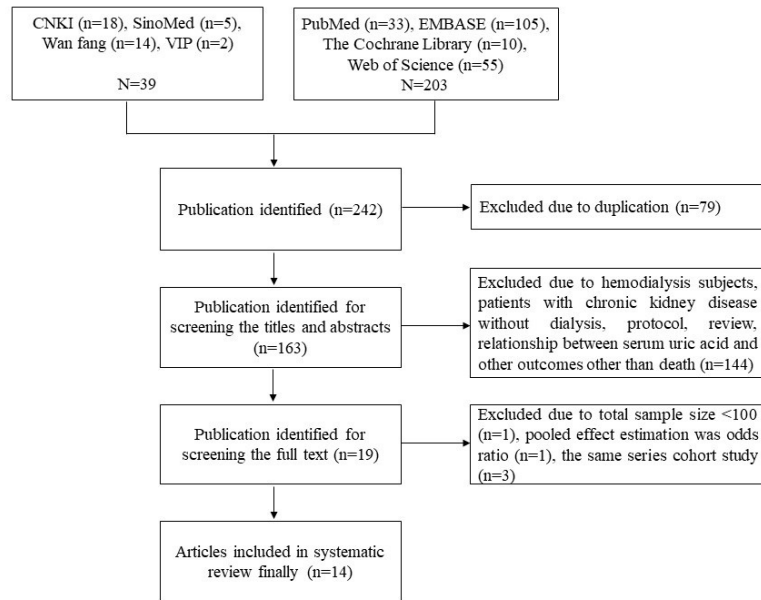 CNKI (n=18), SinoMed (n=5),
Wan fang (n=14), VIP (n=2)
N=39
PubMed (n=33), EMBASE (n=105),
The Cochrane Library (n=10),
Web of Science (n=55)
N=203
Publication identified (n=242)
Excluded due to duplication (n=79)
Publication identified for
screening the titles and abstracts
(n=163)
Excluded due to hemodialysis subjects,
patients with chronic kidney disease
without dialysis, protocol, review,
relationship between serum uric acid and
other outcomes other than death (n=144)
Publication identified for
screening the full text (n=19)
Excluded due to total sample size <100
(n=1), pooled effect estimation was odds
ratio (n=1), the same series cohort study
(n=3)
Articles included in systematic
review finally (n=14)